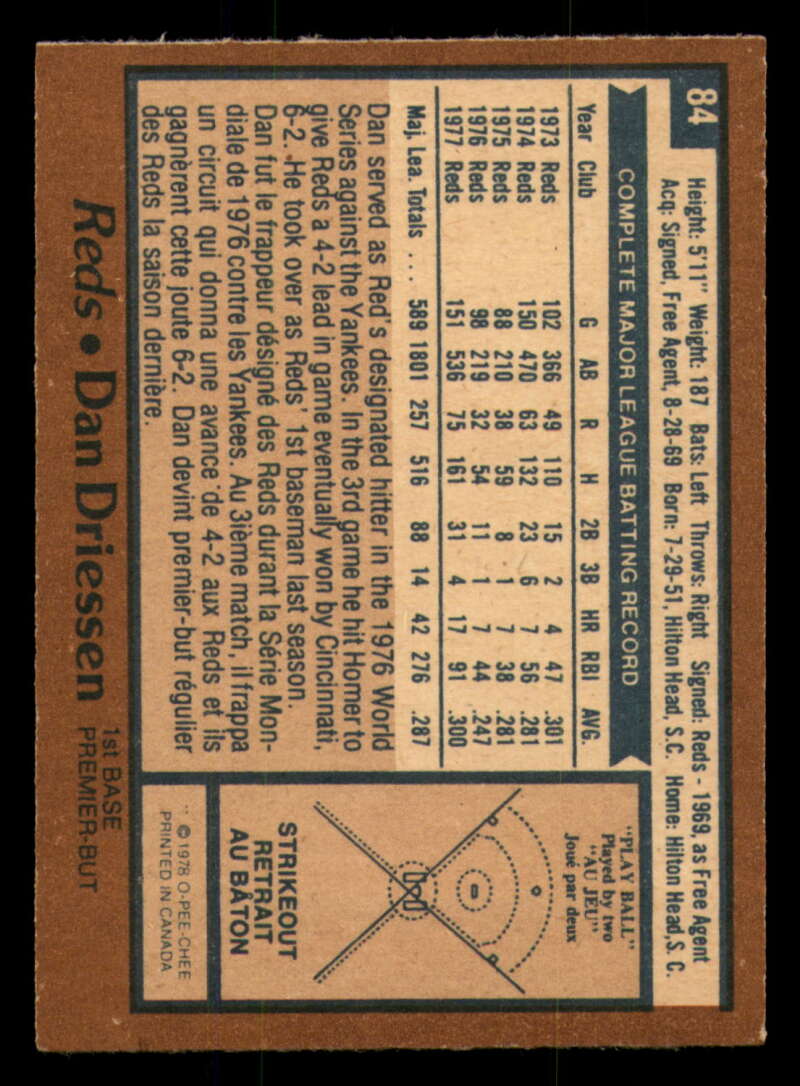 84
Height: 5'11" Weight: 187 Bats: Left Throws: Right Signed: Reds - 1969, as Free Agent
Acq: Signed, Free Agent, 8-28-69 Born: 7-29-51, Hilton Head, S.C. Home: Hilton Head, S. C.
COMPLETE MAJOR LEAGUE BATTING RECORD
Year Club G AB R H 2B 3B HR RBI AVG.
1973 Reds 102 366 49 110 15 2 4 47 .301
1974 Reds 150 470 63 132 23 6 7 56 .281
1975 Reds 88 210 38 59 8 1 7 38 .281
1976 Reds 98 219 32 54 11 1 7 44 .247
1977 Reds 151 536 75 161 31 4 17 91 .300
Maj. Lea. Totals ... 589 1801 257 516 88 14 42 276 .287
Dan served as Red's designated hitter in the 1976 World
Series against the Yankees. In the 3rd game he hit Homer to
give Reds a 4-2 lead in game eventually won by Cincinnati,
6-2. He took over as Reds' 1st baseman last season.
Dan fut le frappeur désigné des Reds durant la Série Mon-
diale de 1976 contre les Yankees. Au 3ième match, il frappa
un circuit qui donna une avance de 4-2 aux Reds et ils
gagnèrent cette joute 6-2. Dan devint premier-but régulier
des Reds la saison dernière.
"PLAY BALL"
Played by two
"AU JEU"
Joué par deux
STRIKEOUT
RETRAIT
AU BÂTON
© 1978 O-PEE-CHEE
PRINTED IN CANADA
Reds • Dan Driessen
1st BASE
PREMIER-BUT